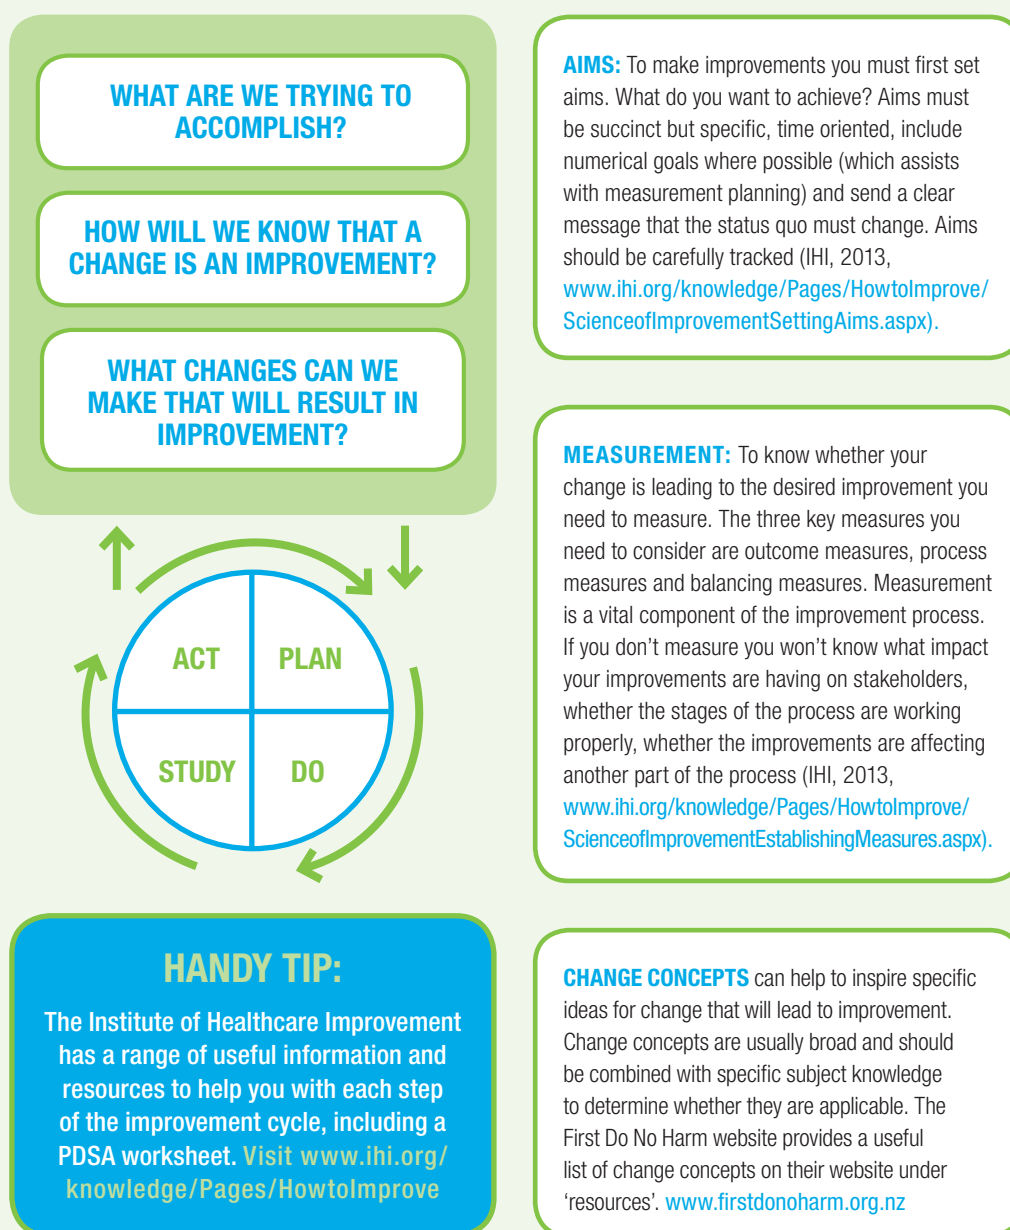 WHAT ARE WE TRYING TO
ACCOMPLISH?
HOW WILL WE KNOW THAT A
CHANGE IS AN IMPROVEMENT?
WHAT CHANGES CAN WE
MAKE THAT WILL RESULT IN
IMPROVEMENT?
ACT
PLAN
STUDY
DO
HANDY TIP:
The Institute of Healthcare Improvement
has a range of useful information and
resources to help you with each step
of the improvement cycle, including a
PDSA worksheet. Visit www.ihi.org/
knowledge/Pages/HowtoImprove
AIMS: To make improvements you must first set
aims. What do you want to achieve? Aims must
be succinct but specific, time oriented, include
numerical goals where possible (which assists
with measurement planning) and send a clear
message that the status quo must change. Aims
should be carefully tracked (IHI, 2013,
www.ihi.org/knowledge/Pages/HowtoImprove/
ScienceofImprovementSettingAims.aspx).
MEASUREMENT: To know whether your
change is leading to the desired improvement you
need to measure. The three key measures you
need to consider are outcome measures, process
measures and balancing measures. Measurement
is a vital component of the improvement process.
If you don’t measure you won’t know what impact
your improvements are having on stakeholders,
whether the stages of the process are working
properly, whether the improvements are affecting
another part of the process (IHI, 2013,
www.ihi.org/knowledge/Pages/HowtoImprove/
ScienceofImprovementEstablishingMeasures.aspx).
CHANGE CONCEPTS can help to inspire specific
ideas for change that will lead to improvement.
Change concepts are usually broad and should
be combined with specific subject knowledge
to determine whether they are applicable. The
First Do No Harm website provides a useful
list of change concepts on their website under
‘resources’. www.firstdonoharm.org.nz